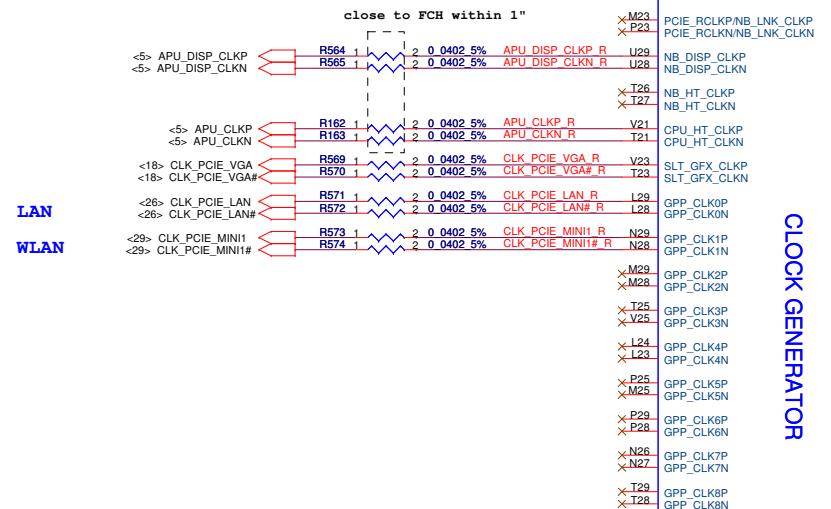 close to FCH within 1"
M23 PCIE_RCLKP/NB_LNK_CLKP
P23 PCIE_RCLKN/NB_LNK_CLKN
<5> APU_DISP_CLKP R564 1 2 0_0402_5% APU_DISP_CLKP_R U29 NB_DISP_CLKP
<5> APU_DISP_CLKN R565 1 2 0_0402_5% APU_DISP_CLKN_R U28 NB_DISP_CLKN
T26 NB_HT_CLKP
T27 NB_HT_CLKN
<5> APU_CLKP R162 1 2 0_0402_5% APU_CLKP_R V21 CPU_HT_CLKP
<5> APU_CLKN R163 1 2 0_0402_5% APU_CLKN_R T21 CPU_HT_CLKN
<18> CLK_PCIE_VGA R569 1 2 0_0402_5% CLK_PCIE_VGA_R V23 SLT_GFX_CLKP
<18> CLK_PCIE_VGA# R570 1 2 0_0402_5% CLK_PCIE_VGA#_R T23 SLT_GFX_CLKN
LAN
<26> CLK_PCIE_LAN R571 1 2 0_0402_5% CLK_PCIE_LAN_R L29 GPP_CLK0P
<26> CLK_PCIE_LAN# R572 1 2 0_0402_5% CLK_PCIE_LAN#_R L28 GPP_CLK0N
WLAN
<29> CLK_PCIE_MINI1 R573 1 2 0_0402_5% CLK_PCIE_MINI1_R N29 GPP_CLK1P
<29> CLK_PCIE_MINI1# R574 1 2 0_0402_5% CLK_PCIE_MINI1#_R N28 GPP_CLK1N
M29 GPP_CLK2P
M28 GPP_CLK2N
T25 GPP_CLK3P
V25 GPP_CLK3N
L24 GPP_CLK4P
L23 GPP_CLK4N
P25 GPP_CLK5P
M25 GPP_CLK5N
P29 GPP_CLK6P
P28 GPP_CLK6N
N26 GPP_CLK7P
N27 GPP_CLK7N
T29 GPP_CLK8P
T28 GPP_CLK8N
CLOCK GENERATOR